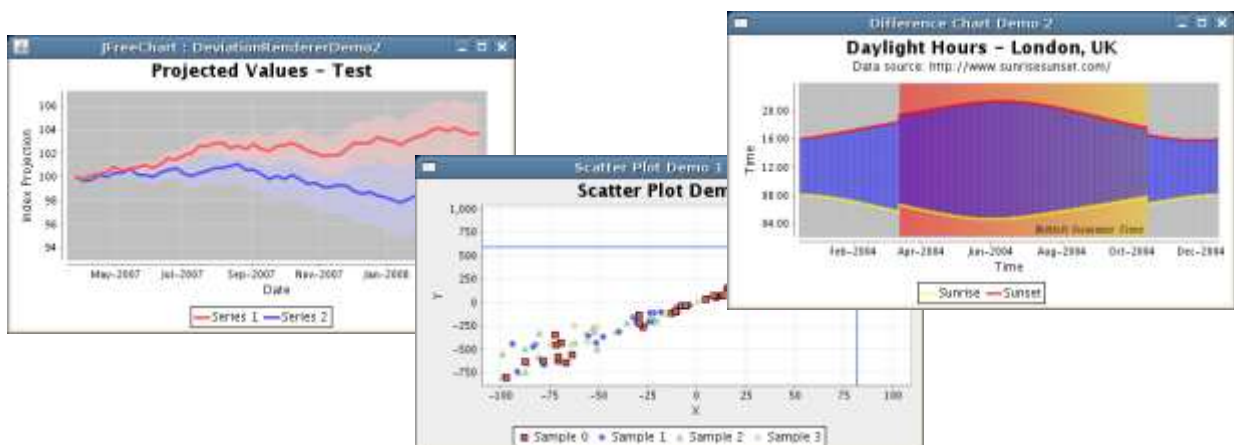 JFreeChart : DeviationRendererDemo2
Projected Values – Test
Index Projection
106
104
102
100
98
96
94
May-2007 Jul-2007 Sep-2007 Nov-2007 Jan-2008
Date
Series 1 Series 2
Scatter Plot Demo 1
Scatter Plot Dem
Y
1,000
750
500
250
0
-250
-500
-750
-100 -75 -50 -25 0 25 50 75 100
X
Sample 0 Sample 1 Sample 2 Sample 3
Difference Chart Demo 2
Daylight Hours – London, UK
Data source: http://www.sunrisesunset.com/
Time
20:00
16:00
12:00
08:00
04:00
British Summer Time
Feb-2004 Apr-2004 Jun-2004 Aug-2004 Oct-2004 Dec-2004
Time
Sunrise Sunset